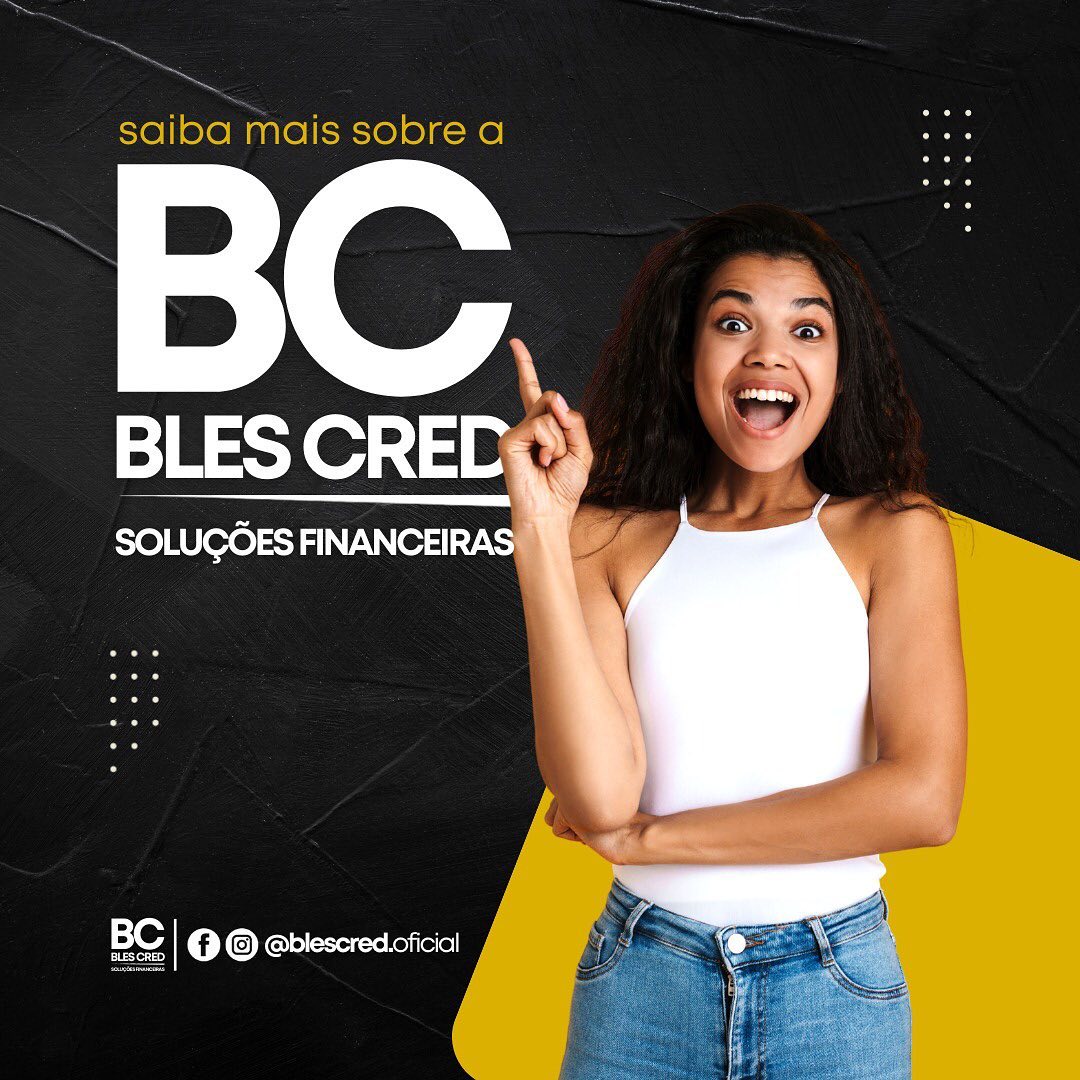 saiba mais sobre a
BC
BLES CRED
SOLUÇÕES FINANCEIRAS
BC
BLES CRED
SOLUÇÕES FINANCEIRAS
@blescred.oficial